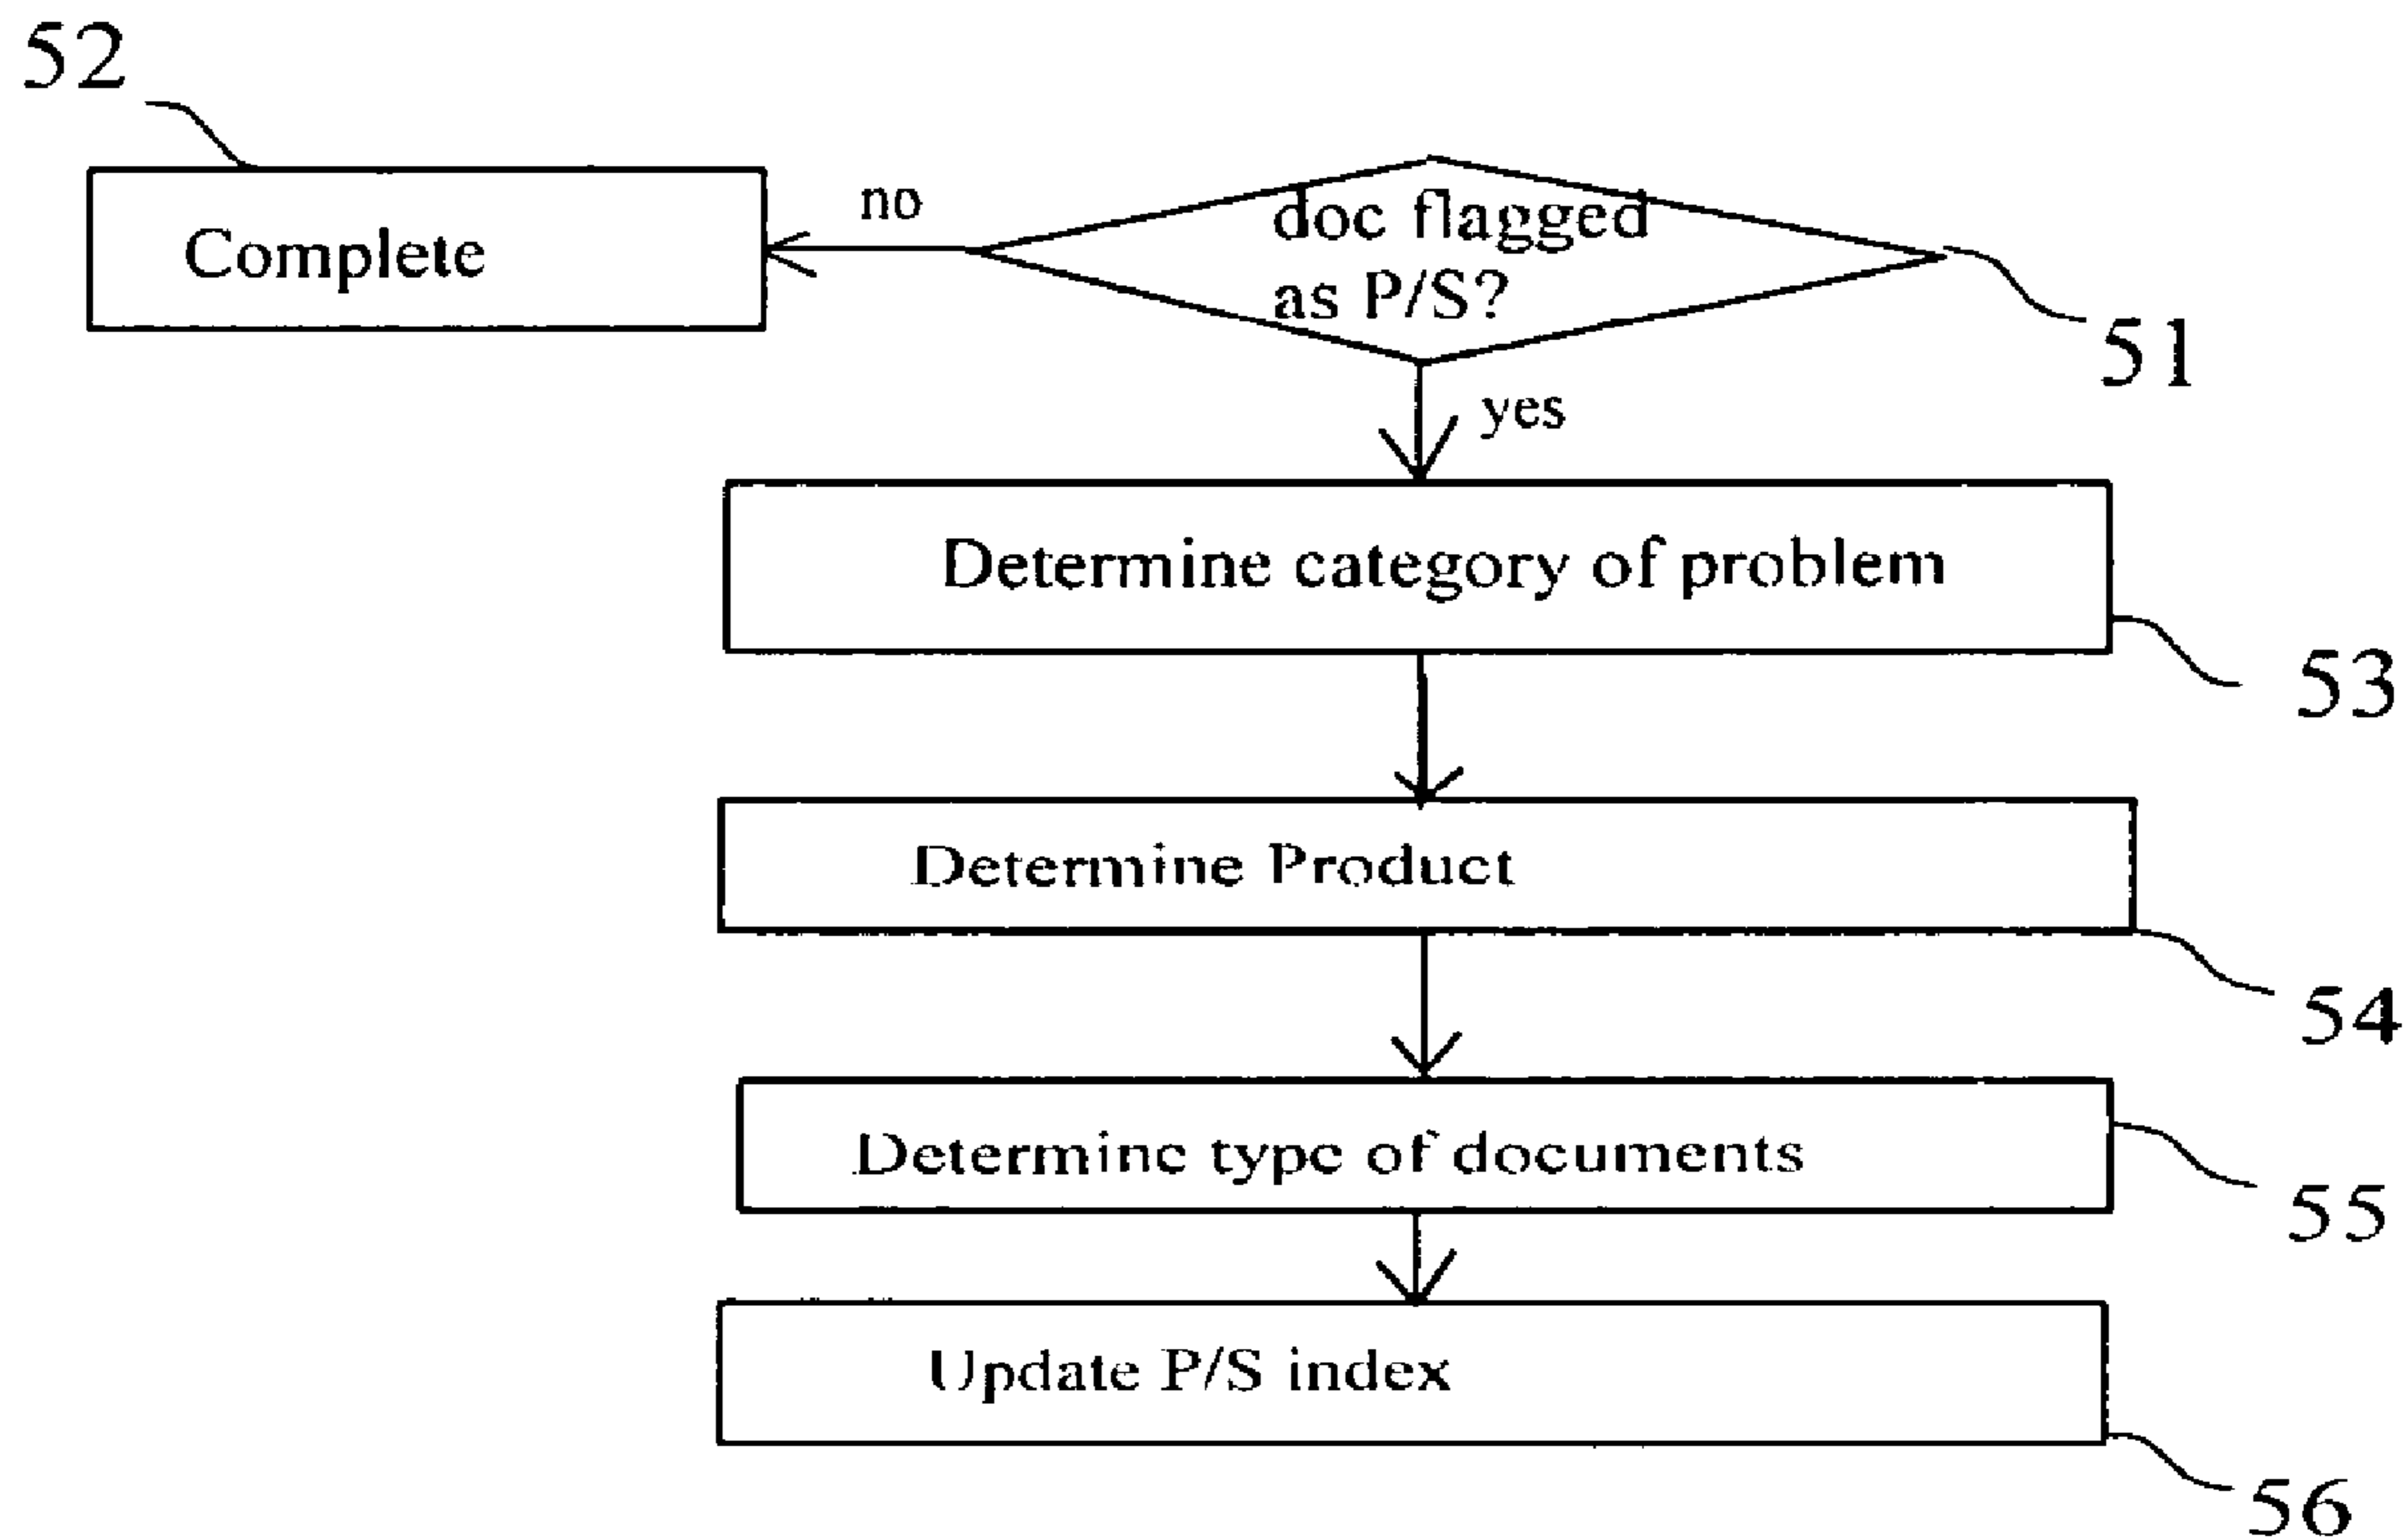 52
Complete
no
doc flagged
as P/S?
51
yes
Determine category of problem
53
Determine Product
54
Determine type of documents
55
Update P/S index
56